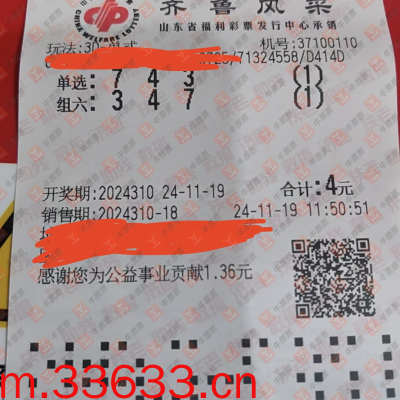 CHINA WELFARE LOTTERY
齐鲁风采
山东省福利彩票发行中心承销
玩法:3D-单式 机号:37100110
/71324558/D414D
单选: 7 4 3 (1)
组六: 3 4 7 (1)
开奖期:2024310 24-11-19 合计:4元
销售期:2024310-18 24-11-19 11:50:51
感谢您为公益事业贡献1.36元
m.33633.cn